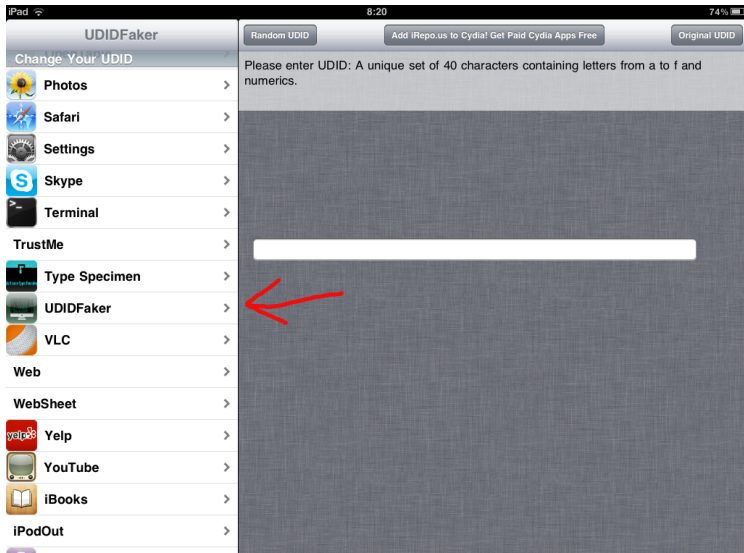 iPad
8:20
74%
UDIDFaker
Random UDID
Add iRepo.us to Cydia! Get Paid Cydia Apps Free
Original UDID
Change Your UDID
Please enter UDID: A unique set of 40 characters containing letters from a to f and
numerics.
Photos
Safari
Settings
Skype
Terminal
TrustMe
Type Specimen
UDIDFaker
VLC
Web
WebSheet
yelp
Yelp
YouTube
iBooks
iPodOut